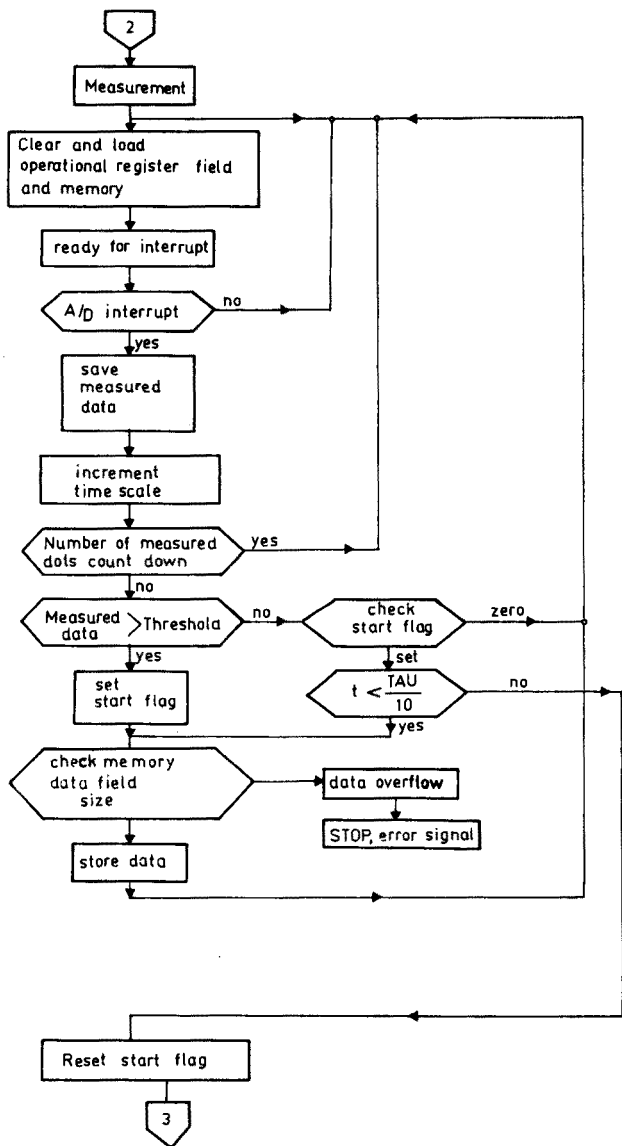 2
Measurement
Clear and load
operational register field
and memory
ready for interrupt
A/D interrupt
no
yes
save
measured
data
increment
time scale
Number of measured
dots count down
yes
no
Measured
data > Threshold
no
check
start flag
zero
yes
set
set
start flag
t < TAU/10
no
yes
check memory
data field
size
data overflow
STOP, error signal
store data
Reset start flag
3